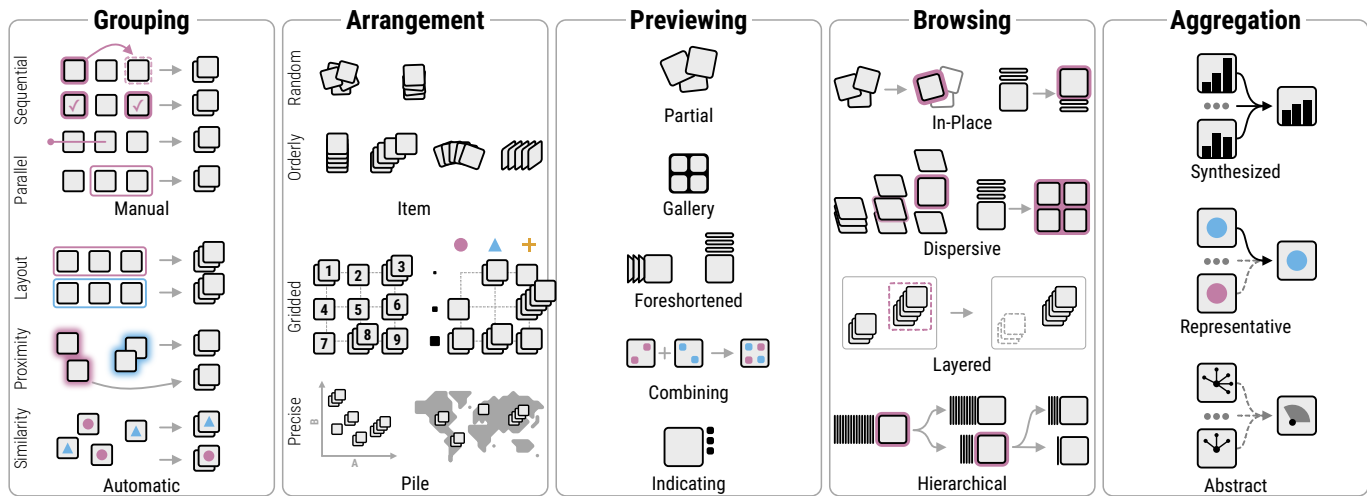 Grouping
Sequential
Parallel
Manual
Layout
Proximity
Similarity
Automatic
Arrangement
Random
Orderly
Item
Gridded
1
2
3
4
5
6
7
8
9
Precise
B
A
Pile
Previewing
Partial
Gallery
Foreshortened
Combining
Indicating
Browsing
In-Place
Dispersive
Layered
Hierarchical
Aggregation
Synthesized
Representative
Abstract